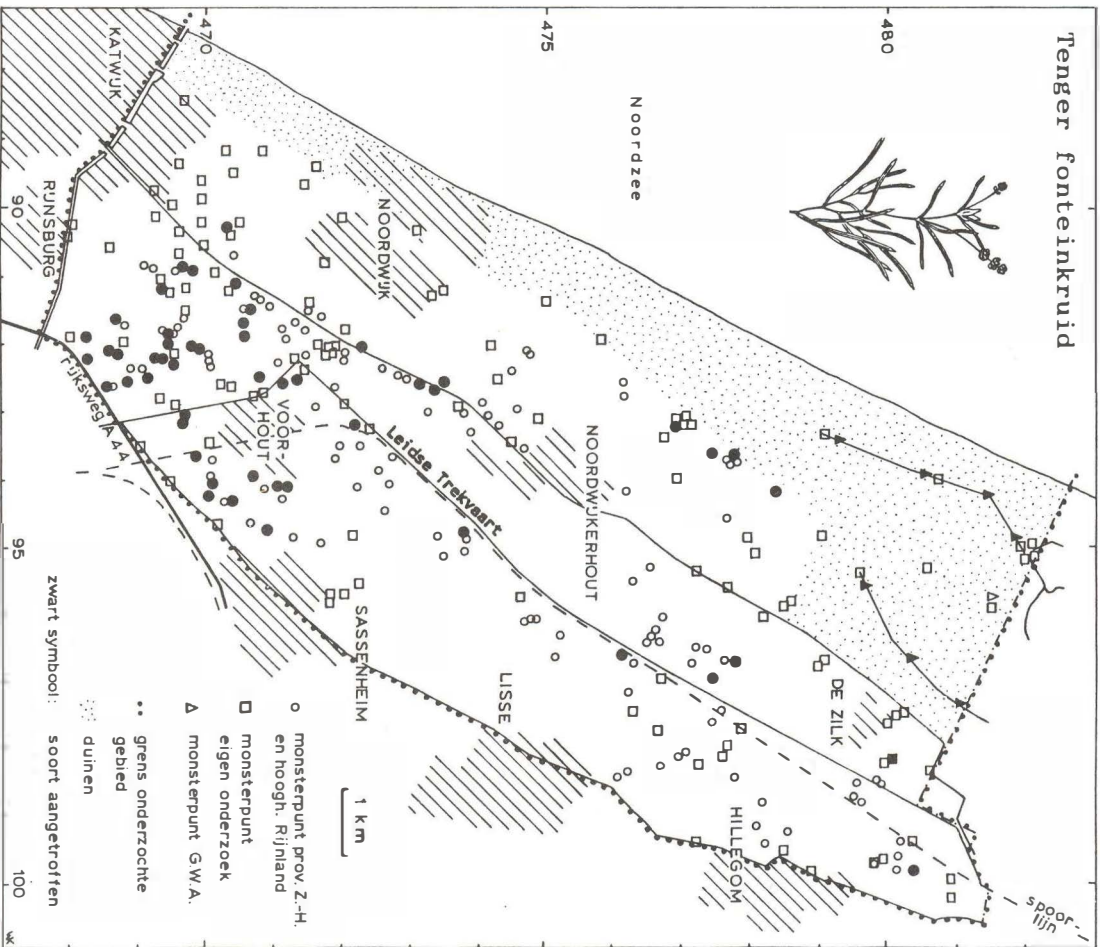 Tenger fonteinkruid
480
475
470
Noordzee
KATWIJK
RIJNSBURG
90
NOORDWIJK
VOOR-
HOUT
rijksweg A 44
Leidse Trekvaart
NOORDWIJKERHOUT
95
SASSENHEIM
LISSE
DE ZILK
HILLEGOM
spoor-
lijn
100
1 km
○ monsterpunt prov. Z.-H.
en hoogh. Rijnland
□ monsterpunt
eigen onderzoek
△ monsterpunt G.W.A.
•• grens onderzochte
gebied
duinen
zwart symbool: soort aangetroffen